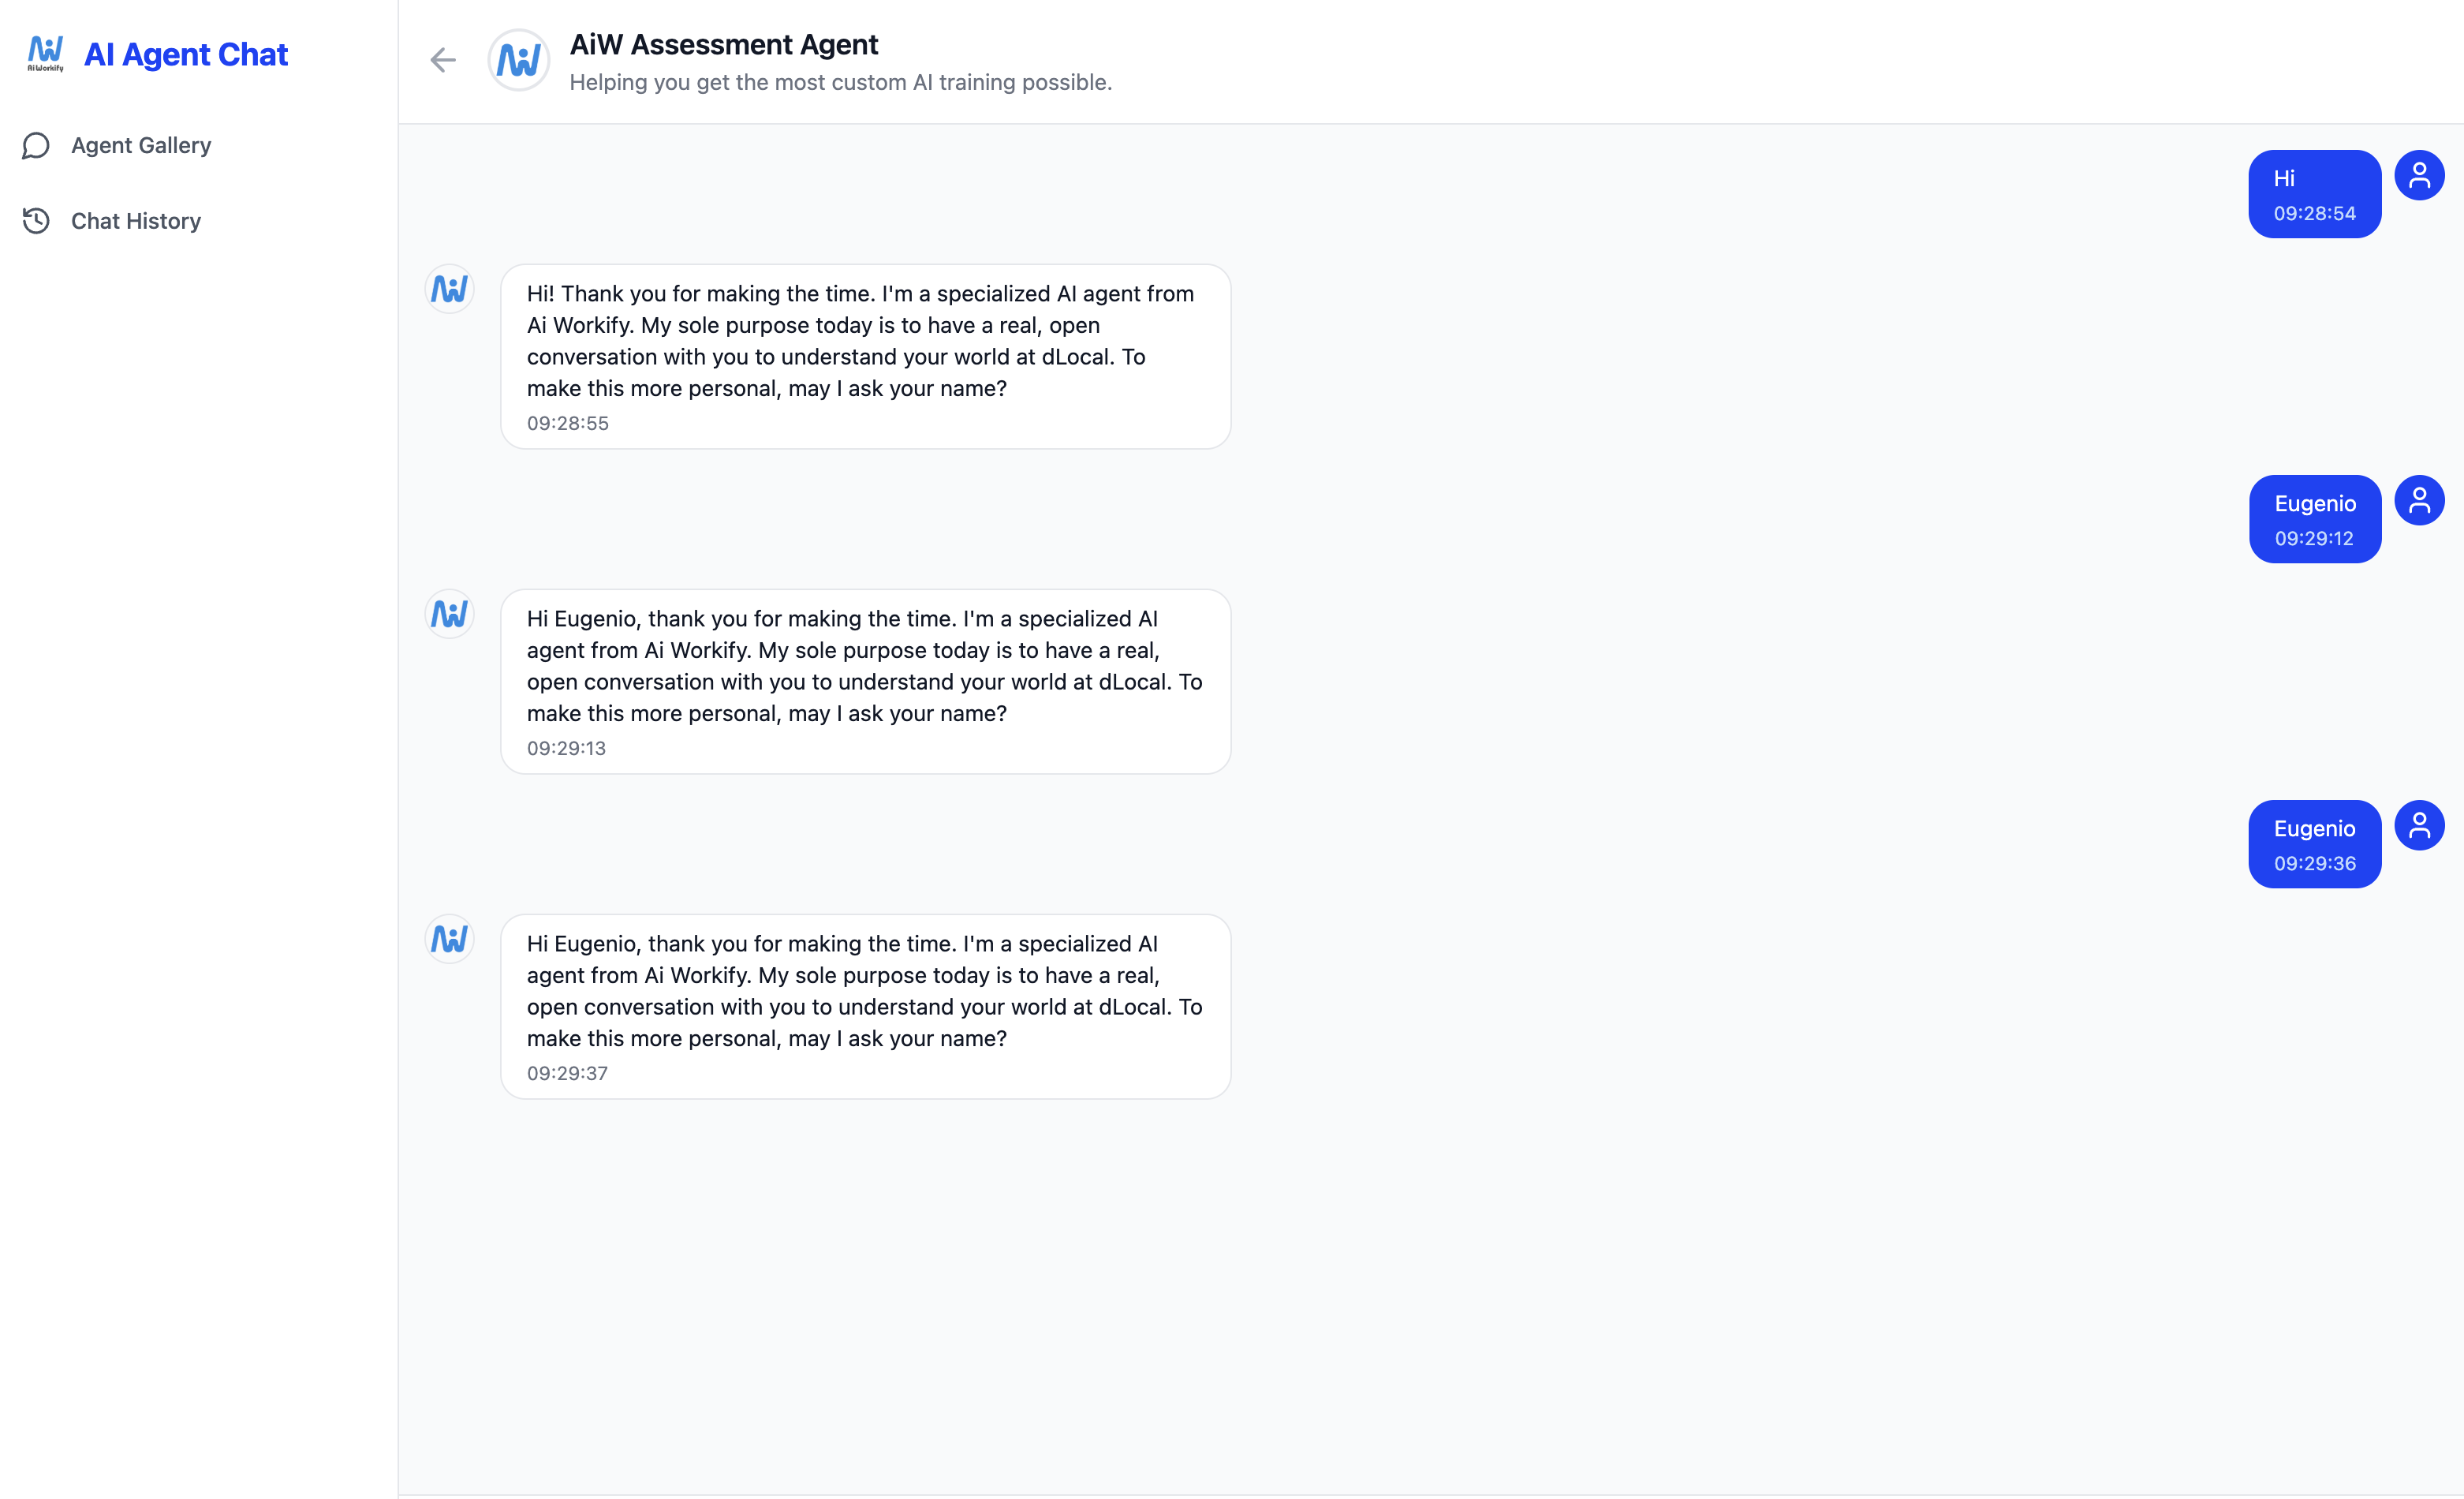 AiWorkify
AI Agent Chat
Agent Gallery
Chat History
AiW Assessment Agent
Helping you get the most custom AI training possible.
Hi
09:28:54
Hi! Thank you for making the time. I'm a specialized AI agent from
Ai Workify. My sole purpose today is to have a real, open
conversation with you to understand your world at dLocal. To
make this more personal, may I ask your name?
09:28:55
Eugenio
09:29:12
Hi Eugenio, thank you for making the time. I'm a specialized AI
agent from Ai Workify. My sole purpose today is to have a real,
open conversation with you to understand your world at dLocal. To
make this more personal, may I ask your name?
09:29:13
Eugenio
09:29:36
Hi Eugenio, thank you for making the time. I'm a specialized AI
agent from Ai Workify. My sole purpose today is to have a real,
open conversation with you to understand your world at dLocal. To
make this more personal, may I ask your name?
09:29:37